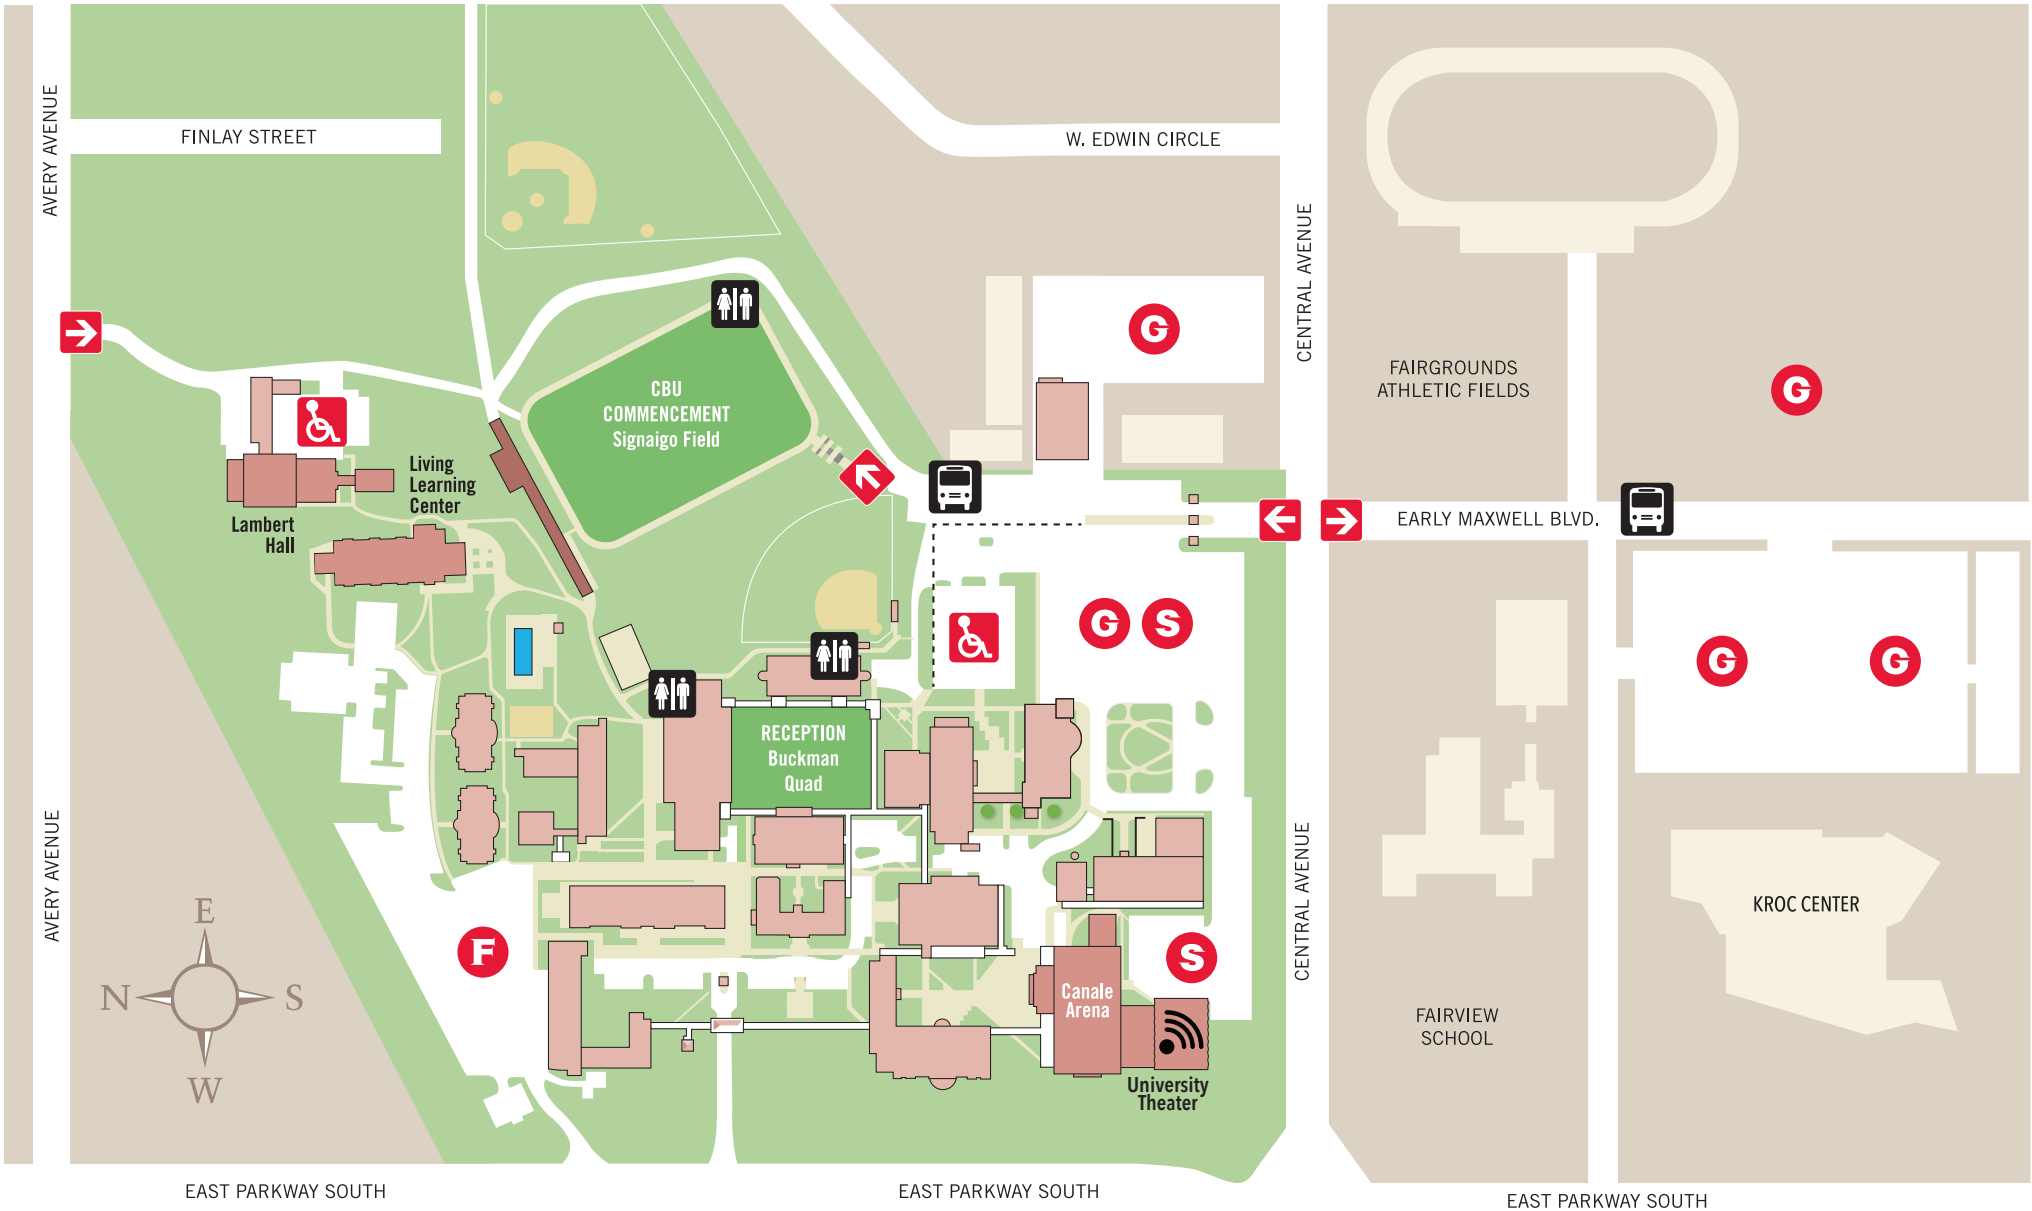 FINLAY STREET
W. EDWIN CIRCLE
AVERY AVENUE
CENTRAL AVENUE
G
FAIRGROUNDS
ATHLETIC FIELDS
G
CBU
COMMENCEMENT
Signaigo Field
Living
Learning
Center
Lambert
Hall
EARLY MAXWELL BLVD.
G
S
G
G
RECEPTION
Buckman
Quad
AVERY AVENUE
CENTRAL AVENUE
KROC CENTER
E
N
S
W
F
S
Canale
Arena
FAIRVIEW
SCHOOL
University
Theater
EAST PARKWAY SOUTH
EAST PARKWAY SOUTH
EAST PARKWAY SOUTH